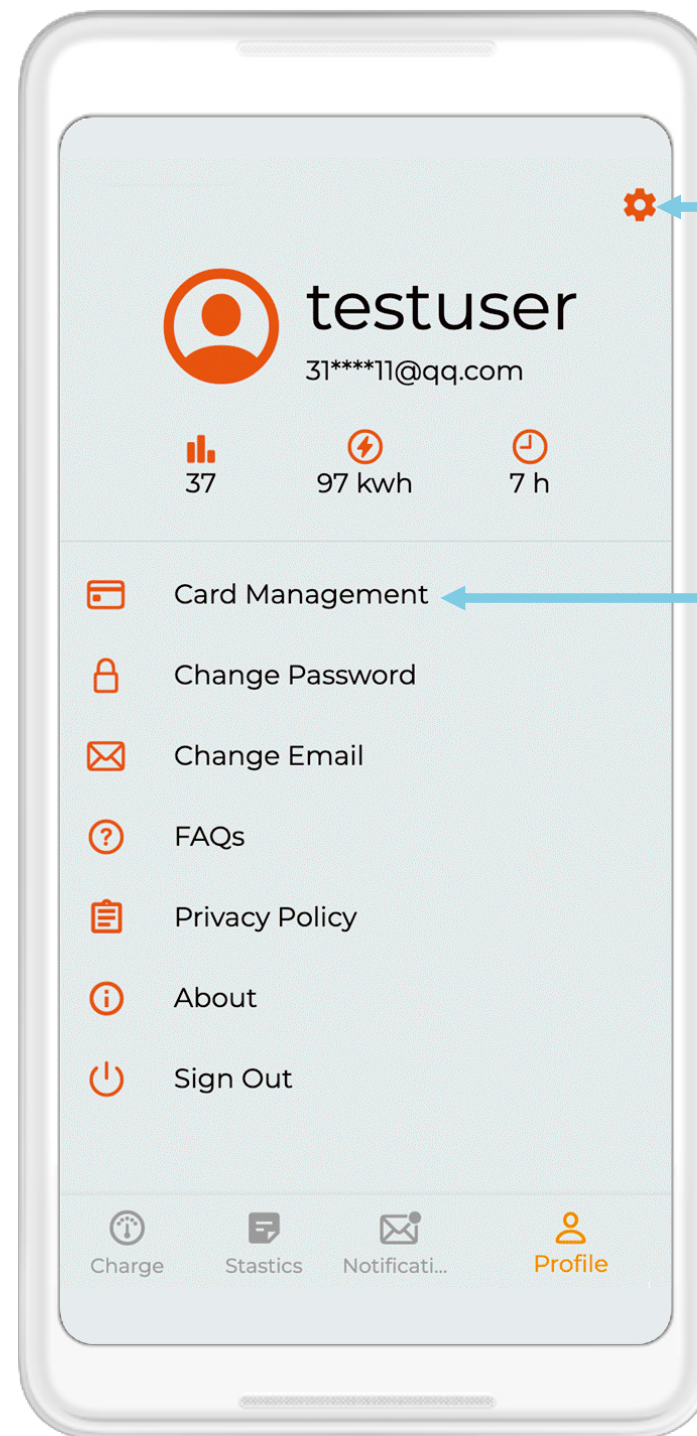 testuser
31****11@qq.com
37 97 kwh 7 h
Card Management
Change Password
Change Email
FAQs
Privacy Policy
About
Sign Out
Charge Stastics Notificati... Profile